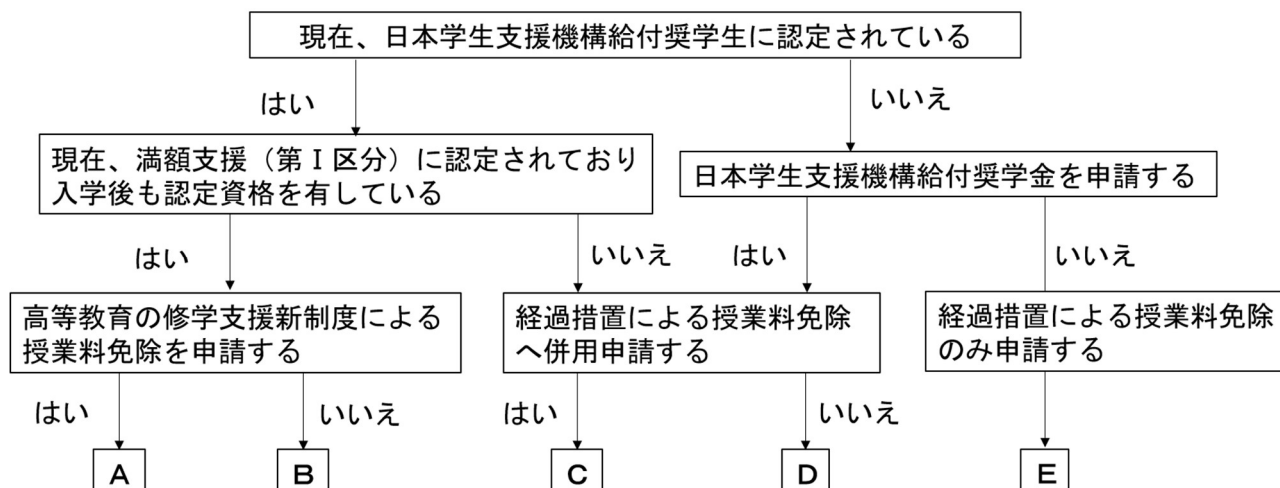 現在、日本学生支援機構給付奨学生に認定されている
はい
いいえ
現在、満額支援（第Ⅰ区分）に認定されており
入学後も認定資格を有している
日本学生支援機構給付奨学金を申請する
はい
いいえ
はい
いいえ
高等教育の修学支援新制度による
授業料免除を申請する
経過措置による授業料免除
へ併用申請する
経過措置による授業料免除
のみ申請する
はい
いいえ
はい
いいえ
A
B
C
D
E